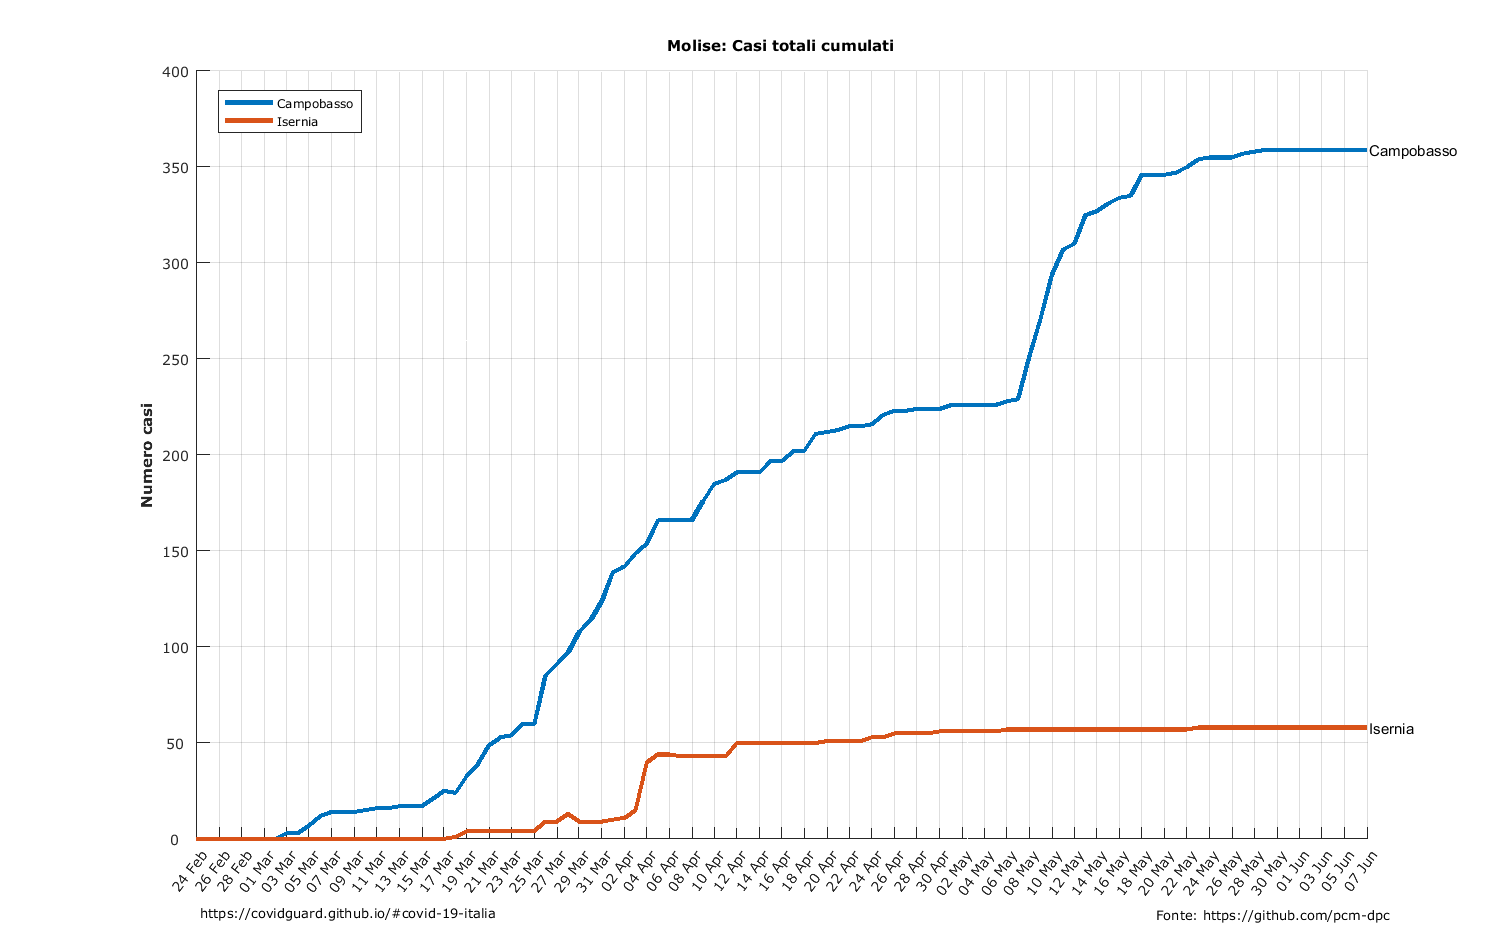 Molise: Casi totali cumulati
400
350
300
250
200
150
100
50
0
Numero casi
Campobasso
Isernia
Campobasso
Isernia
24 Feb
26 Feb
28 Feb
01 Mar
03 Mar
05 Mar
07 Mar
09 Mar
11 Mar
13 Mar
15 Mar
17 Mar
19 Mar
21 Mar
23 Mar
25 Mar
27 Mar
29 Mar
31 Mar
02 Apr
04 Apr
06 Apr
08 Apr
10 Apr
12 Apr
14 Apr
16 Apr
18 Apr
20 Apr
22 Apr
24 Apr
26 Apr
28 Apr
30 Apr
02 May
04 May
06 May
08 May
10 May
12 May
14 May
16 May
18 May
20 May
22 May
24 May
26 May
28 May
30 May
01 Jun
03 Jun
05 Jun
07 Jun
https://covidguard.github.io/#covid-19-italia
Fonte: https://github.com/pcm-dpc